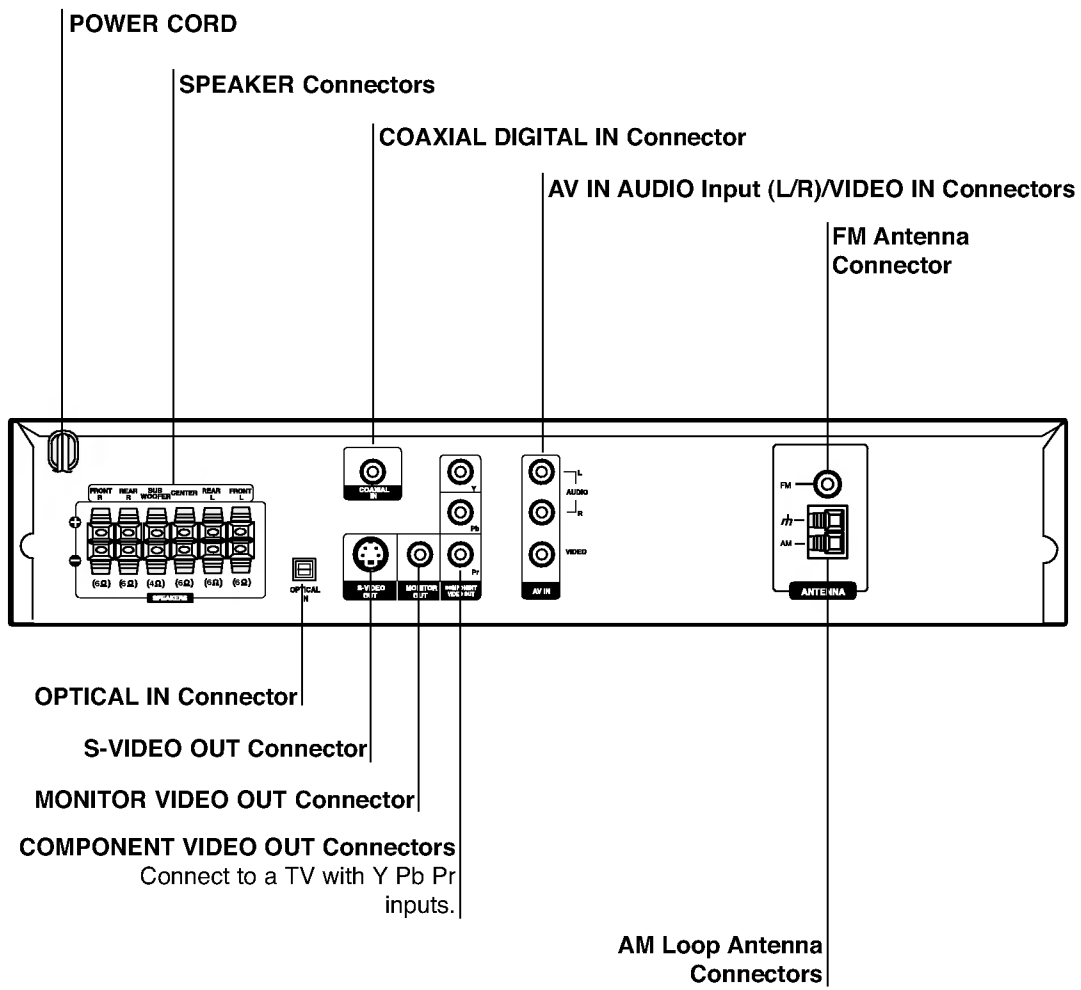 POWER CORD
SPEAKER Connectors
COAXIAL DIGITAL IN Connector
AV IN AUDIO Input (L/R)/VIDEO IN Connectors
FM Antenna
Connector
FRONT R
REAR R
SUB WOOFER
CENTER
REAR L
FRONT L
(6Ω) (6Ω) (4Ω) (6Ω) (6Ω) (6Ω)
SPEAKERS
OPTICAL
IN
COAXIAL
IN
S-VIDEO
OUT
MONITOR
OUT
Y
Pb
Pr
COMPONENT
VIDEO OUT
L
AUDIO
R
VIDEO
AV IN
FM
AM
ANTENNA
OPTICAL IN Connector
S-VIDEO OUT Connector
MONITOR VIDEO OUT Connector
COMPONENT VIDEO OUT Connectors
Connect to a TV with Y Pb Pr
inputs.
AM Loop Antenna
Connectors